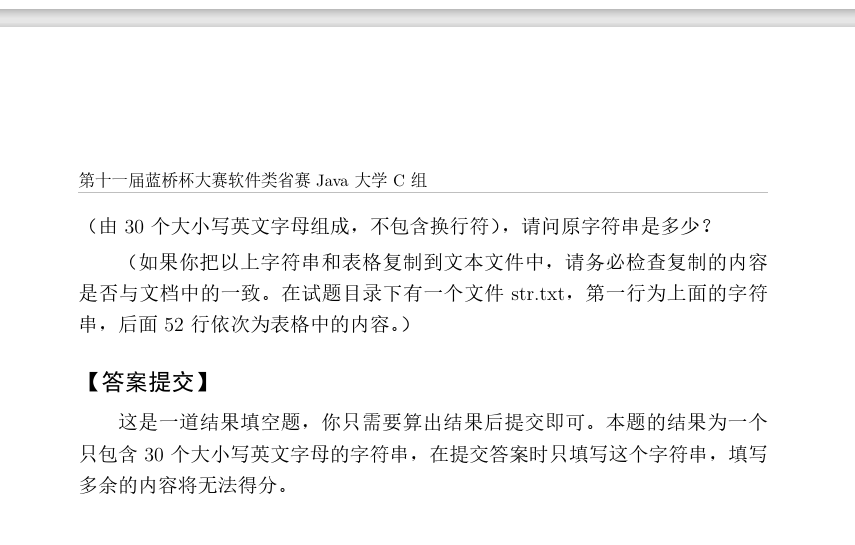 第十一届蓝桥杯大赛软件类省赛 Java 大学 C 组
（由 30 个大小写英文字母组成，不包含换行符），请问原字符串是多少？
（如果你把以上字符串和表格复制到文本文件中，请务必检查复制的内容
是否与文档中的一致。在试题目录下有一个文件 str.txt，第一行为上面的字符
串，后面 52 行依次为表格中的内容。）
【答案提交】
这是一道结果填空题，你只需要算出结果后提交即可。本题的结果为一个
只包含 30 个大小写英文字母的字符串，在提交答案时只填写这个字符串，填写
多余的内容将无法得分。